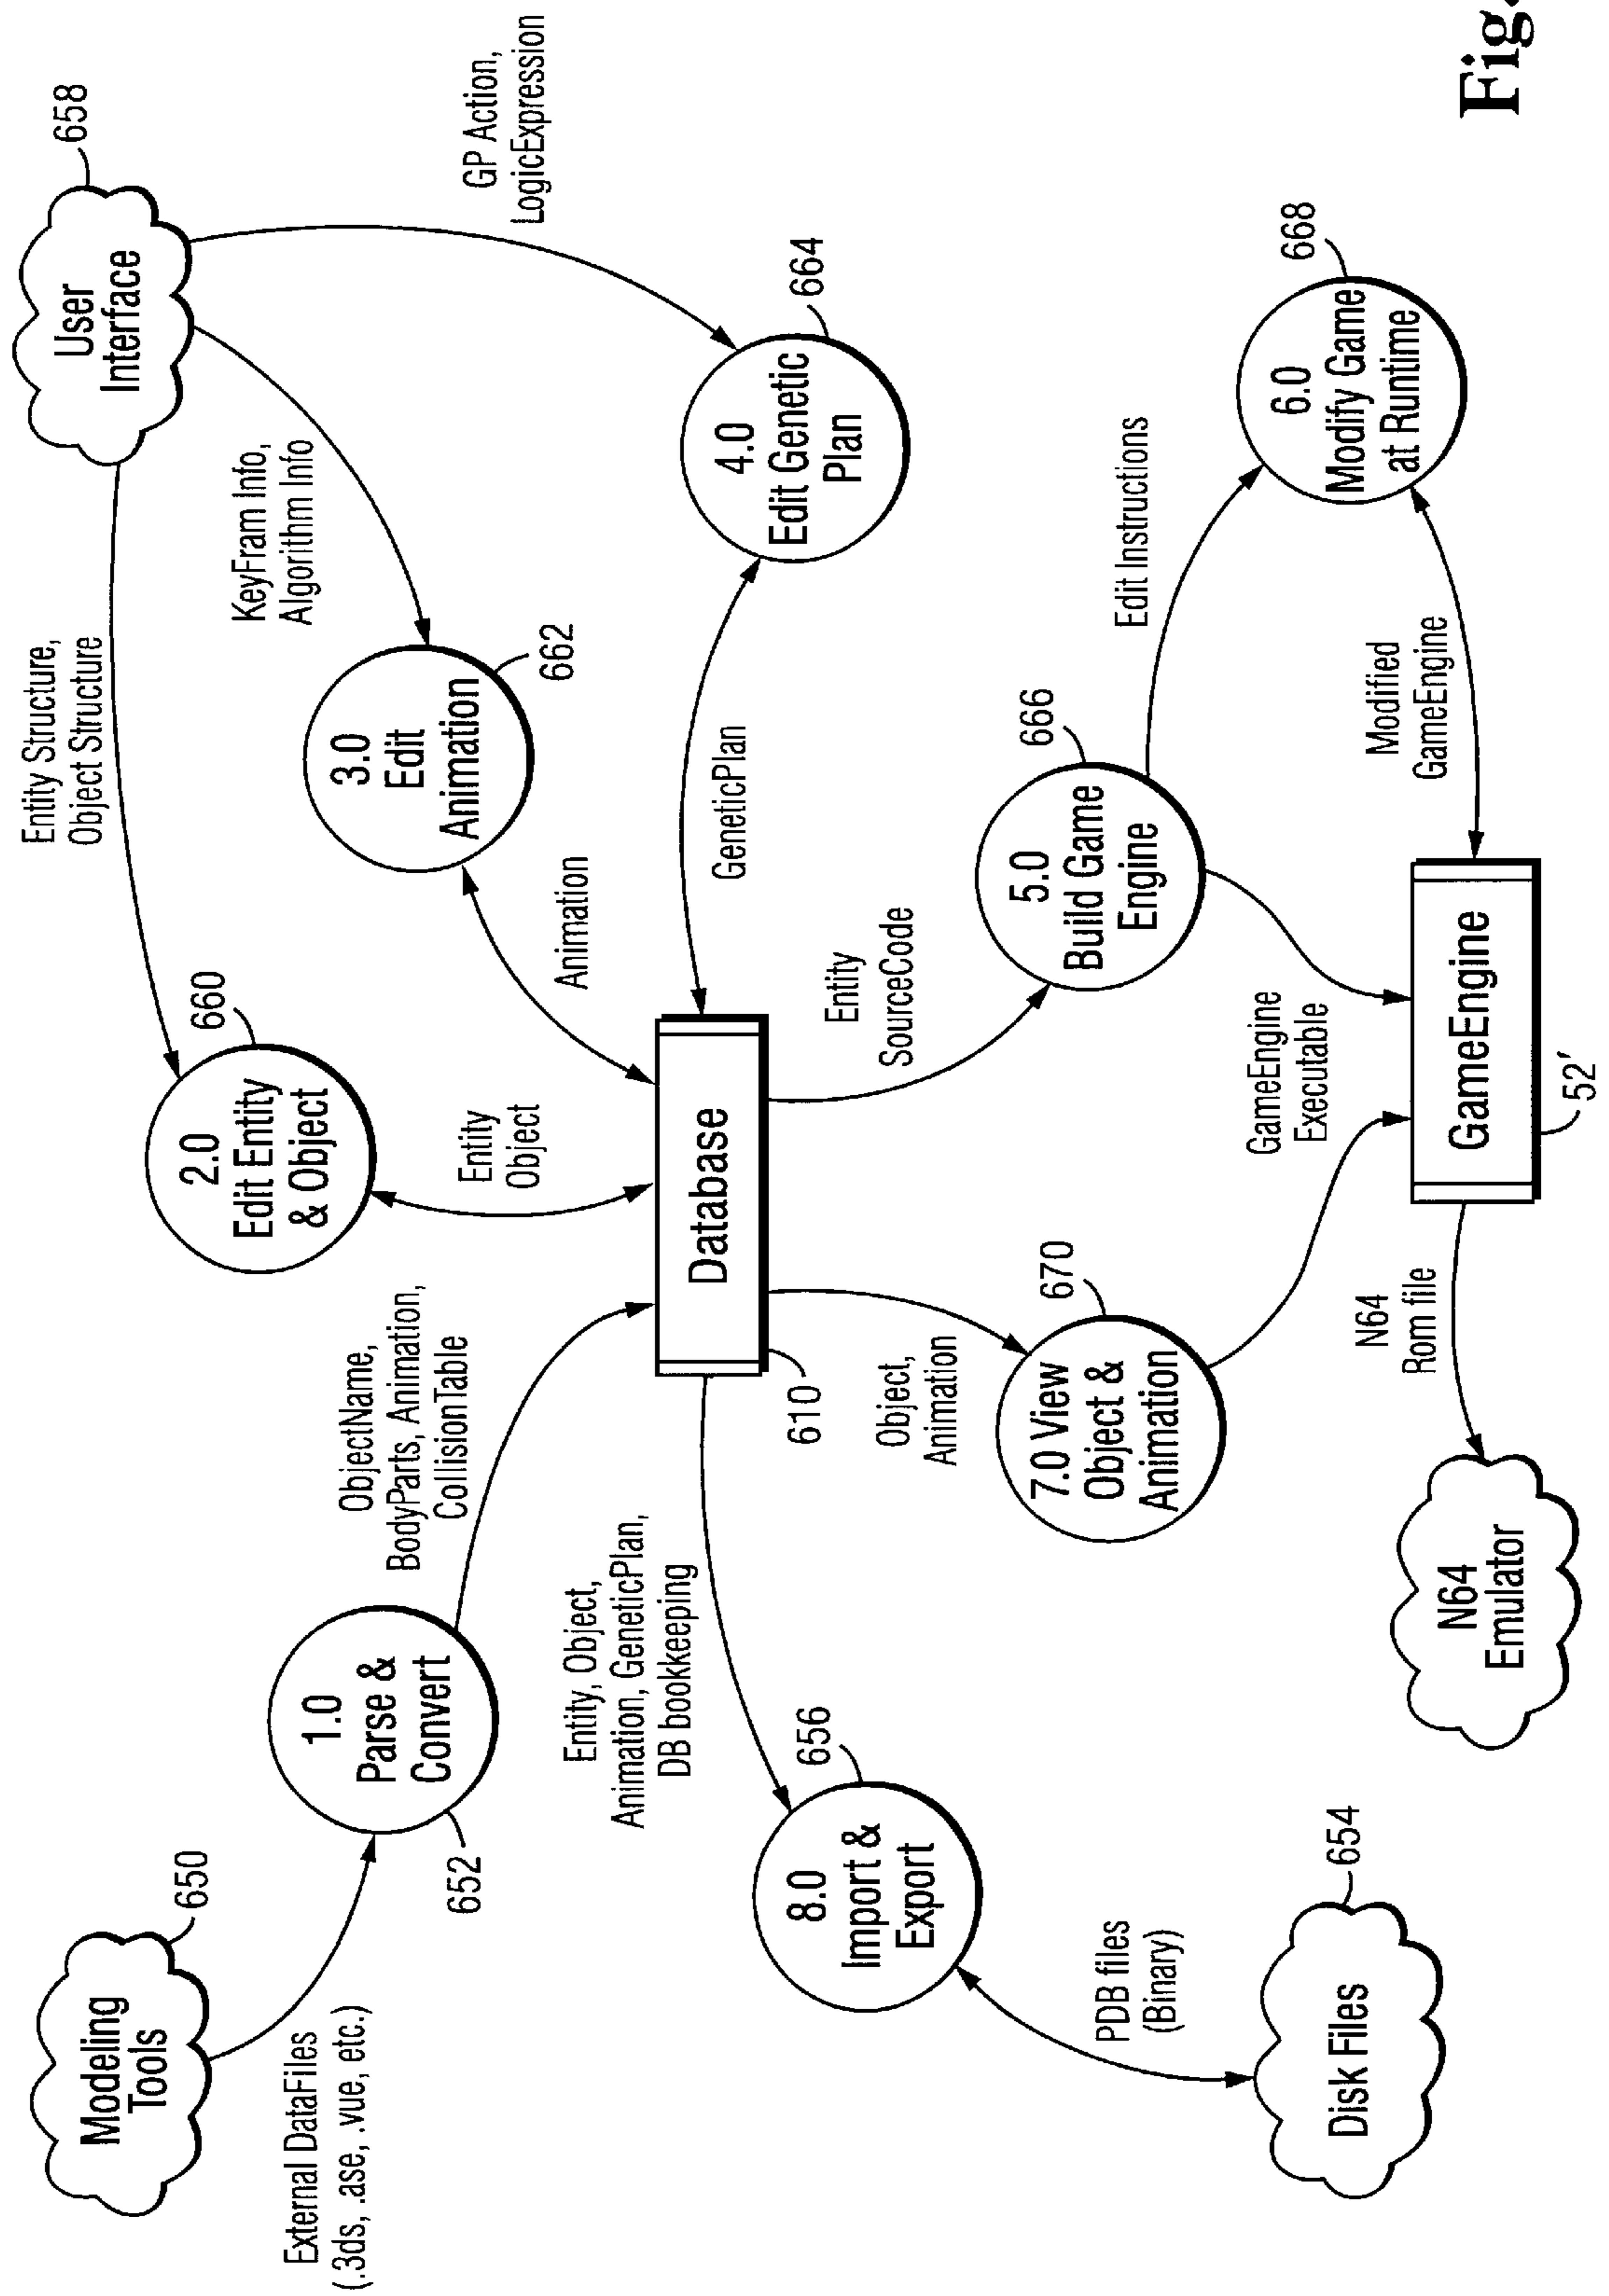 Modeling
Tools
650
External DataFiles
(.3ds, .ase, .vue, etc.)
1.0
Parse &
Convert
652
ObjectName,
BodyParts, Animation,
CollisionTable
2.0
Edit Entity
& Object
660
Entity Structure,
Object Structure
User
Interface
658
KeyFram Info,
Algorithm Info
GP Action,
LogicExpression
3.0
Edit
Animation
662
Entity
Object
Animation
4.0
Edit Genetic
Plan
664
GeneticPlan
Database
610
Entity, Object,
Animation, GeneticPlan,
DB bookkeeping
8.0
Import &
Export
656
PDB files
(Binary)
Disk Files
654
Object,
Animation
7.0 View
Object &
Animation
670
Entity
SourceCode
5.0
Build Game
Engine
666
Edit Instructions
6.0
Modify Game
at Runtime
668
GameEngine
Executable
Modified
GameEngine
GameEngine
52'
N64
Rom file
N64
Emulator
Fig.